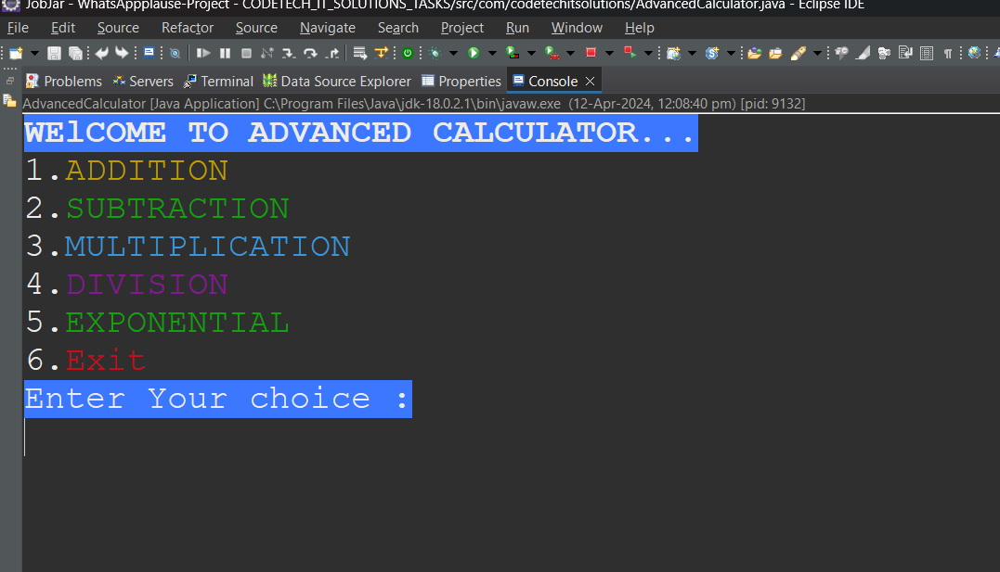 JobJar - WhatsAppplause-Project - CODETECH_IT_SOLUTIONS_TASKS/src/com/codetechitsolutions/AdvancedCalculator.java - Eclipse IDE
File Edit Source Refactor Source Navigate Search Project Run Window Help
Problems Servers Terminal Data Source Explorer Properties Console
AdvancedCalculator [Java Application] C:\Program Files\Java\jdk-18.0.2.1\bin\javaw.exe (12-Apr-2024, 12:08:40 pm) [pid: 9132]
WElCOME TO ADVANCED CALCULATOR...
1.ADDITION
2.SUBTRACTION
3.MULTIPLICATION
4.DIVISION
5.EXPONENTIAL
6.Exit
Enter Your choice :